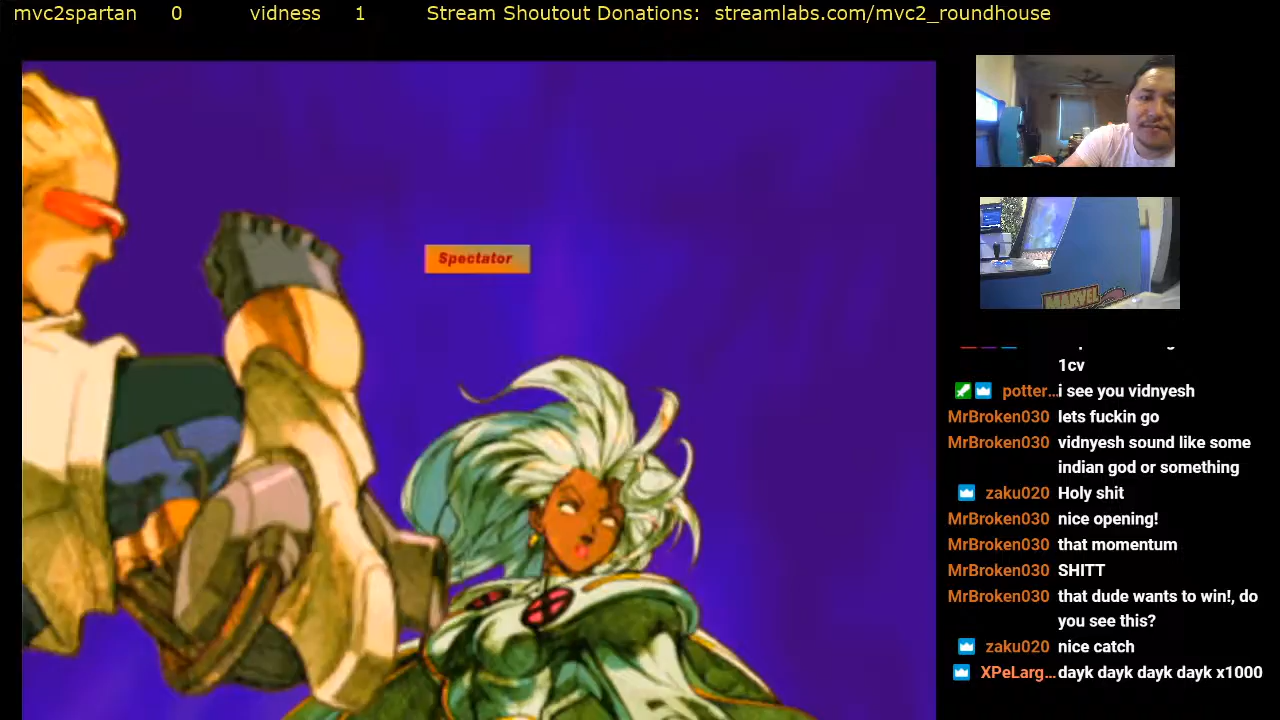 mvc2spartan 0 vidness 1 Stream Shoutout Donations: streamlabs.com/mvc2_roundhouse
Spectator
MARVEL
1cv
potter… i see you vidnyesh
MrBroken030 lets fuckin go
MrBroken030 vidnyesh sound like some
indian god or something
zaku020 Holy shit
MrBroken030 nice opening!
MrBroken030 that momentum
MrBroken030 SHITT
MrBroken030 that dude wants to win!, do
you see this?
zaku020 nice catch
XPeLarg… dayk dayk dayk dayk x1000